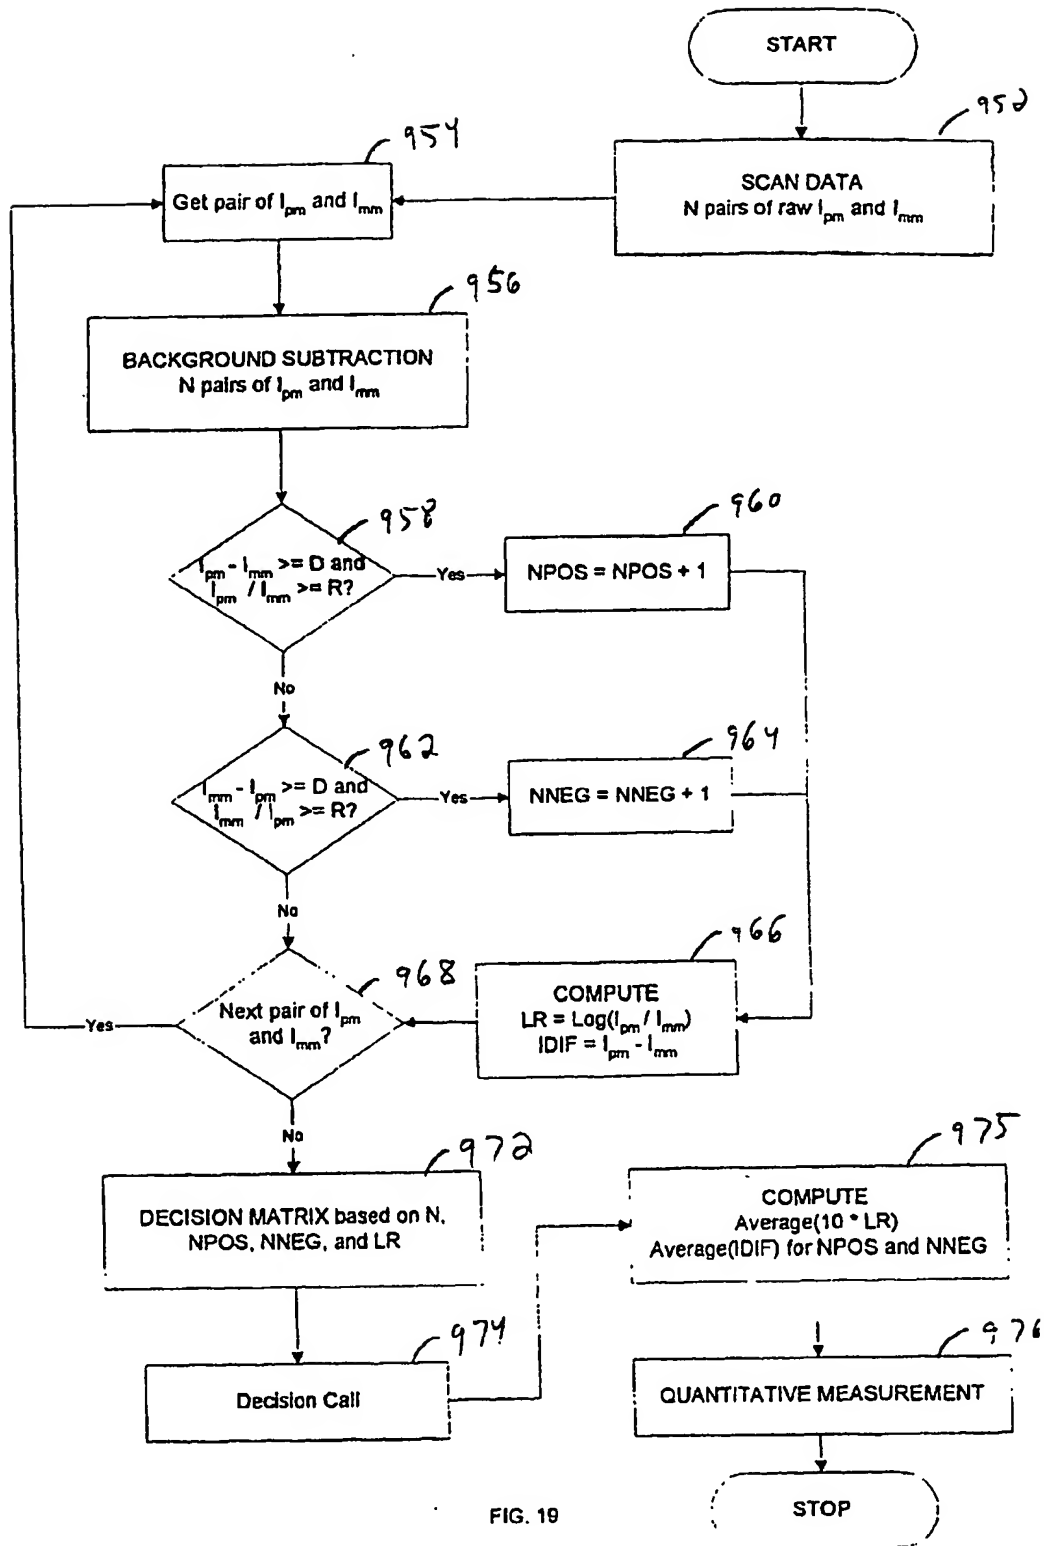 START
952
SCAN DATA
N pairs of raw Ipm and Imm
954
Get pair of Ipm and Imm
956
BACKGROUND SUBTRACTION
N pairs of Ipm and Imm
958
Ipm - Imm >= D and
Ipm / Imm >= R?
Yes
960
NPOS = NPOS + 1
No
962
Imm - Ipm >= D and
Imm / Ipm >= R?
Yes
964
NNEG = NNEG + 1
No
966
COMPUTE
LR = Log(Ipm / Imm)
IDIF = Ipm - Imm
968
Next pair of Ipm
and Imm?
Yes
No
972
DECISION MATRIX based on N,
NPOS, NNEG, and LR
974
Decision Call
975
COMPUTE
Average(10 * LR)
Average(IDIF) for NPOS and NNEG
976
QUANTITATIVE MEASUREMENT
STOP
FIG. 19